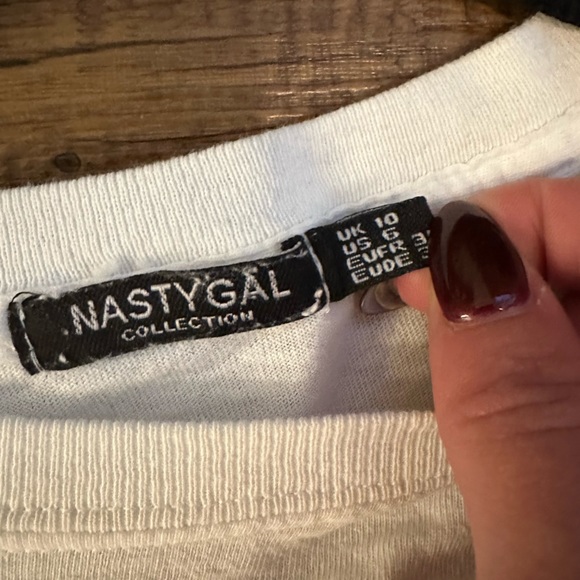 NASTYGAL
COLLECTION
UK 10
US 6
EUFR
EUDE